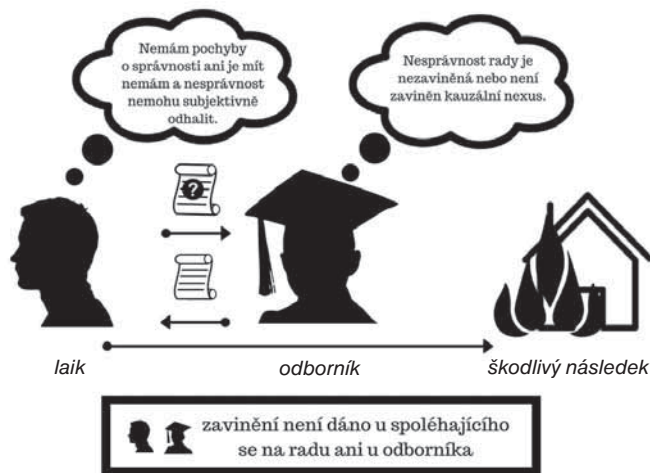 Nemám pochyby
o správnosti ani je mít
nemám a nesprávnost
nemohu subjektivně
odhalit.
Nesprávnost rady je
nezaviněná nebo není
zaviněn kauzální nexus.
?
laik
odborník
škodlivý následek
zavinění není dáno u spoléhajícího
se na radu ani u odborníka